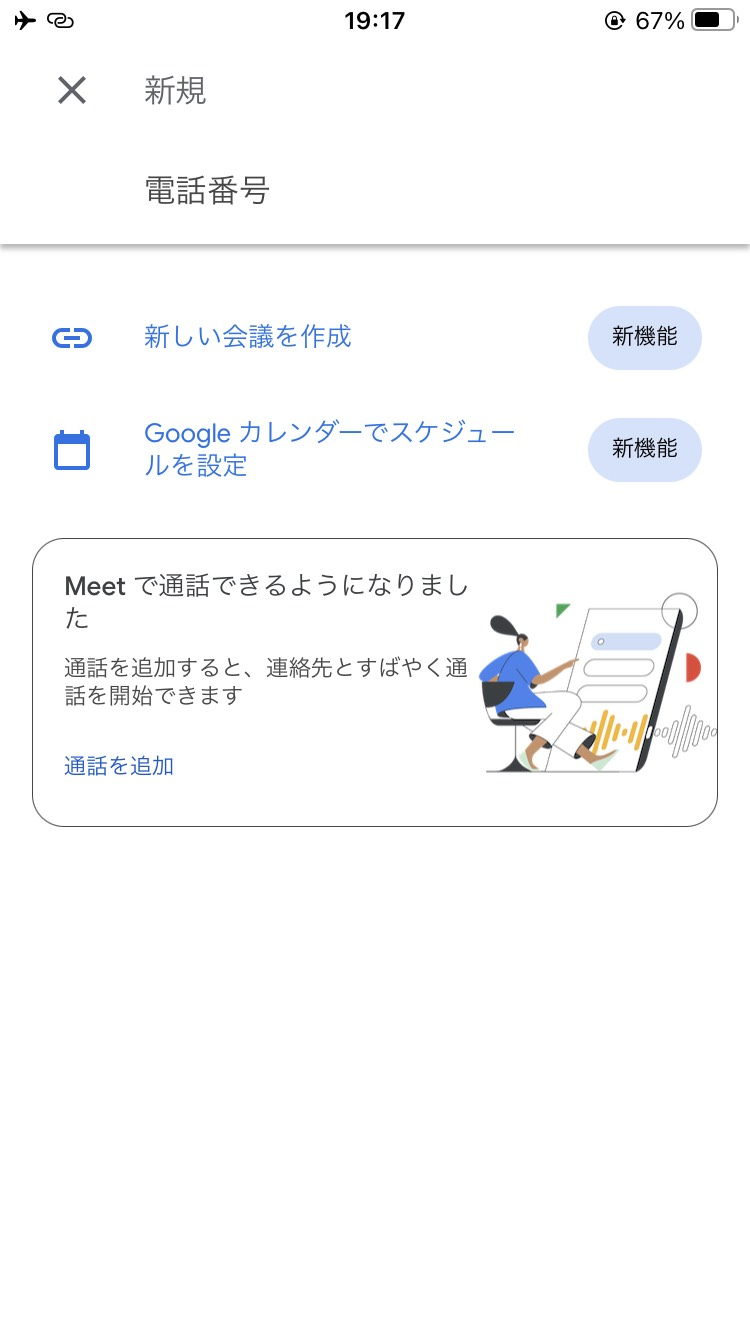 19:17
67%
新規
電話番号
新しい会議を作成
新機能
Google カレンダーでスケジュー
ルを設定
新機能
Meet で通話できるようになりまし
た
通話を追加すると、連絡先とすばやく通
話を開始できます
通話を追加